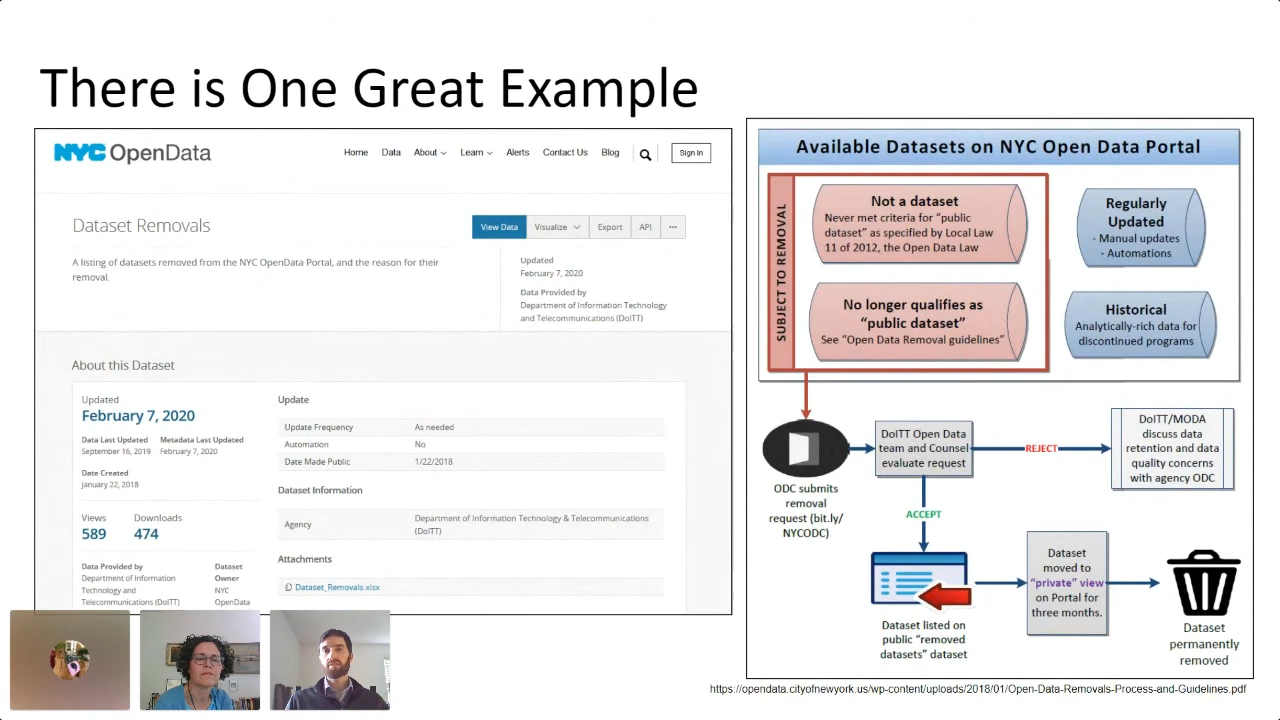 There is One Great Example
NYC OpenData
Home Data About Learn Alerts Contact Us Blog Sign In
Dataset Removals
View Data Visualize Export API ...
A listing of datasets removed from the NYC OpenData Portal, and the reason for their
removal.
Updated
February 7, 2020
Data Provided by
Department of Information Technology
and Telecommunications (DoITT)
About this Dataset
Updated
February 7, 2020
Data Last Updated Metadata Last Updated
September 16, 2019 February 7, 2020
Date Created
January 22, 2018
Views Downloads
589 474
Data Provided by
Department of Information
Technology and
Telecommunications (DoITT)
Dataset
Owner
NYC
OpenData
Update
Update Frequency As needed
Automation No
Date Made Public 1/22/2018
Dataset Information
Agency
Department of Information Technology & Telecommunications
(DoITT)
Attachments
Dataset_Removals.xlsx
Available Datasets on NYC Open Data Portal
SUBJECT TO REMOVAL
Not a dataset
Never met criteria for “public
dataset” as specified by Local Law
11 of 2012, the Open Data Law
No longer qualifies as
“public dataset”
See “Open Data Removal guidelines”
Regularly
Updated
- Manual updates
- Automations
Historical
Analytically-rich data for
discontinued programs
ODC submits
removal
request (bit.ly/
NYCODC)
DoITT Open Data
team and Counsel
evaluate request
REJECT
DoITT/MODA
discuss data
retention and data
quality concerns
with agency ODC
ACCEPT
Dataset listed on
public “removed
datasets” dataset
Dataset
moved to
“private” view
on Portal for
three months.
Dataset
permanently
removed
https://opendata.cityofnewyork.us/wp-content/uploads/2018/01/Open-Data-Removals-Process-and-Guidelines.pdf